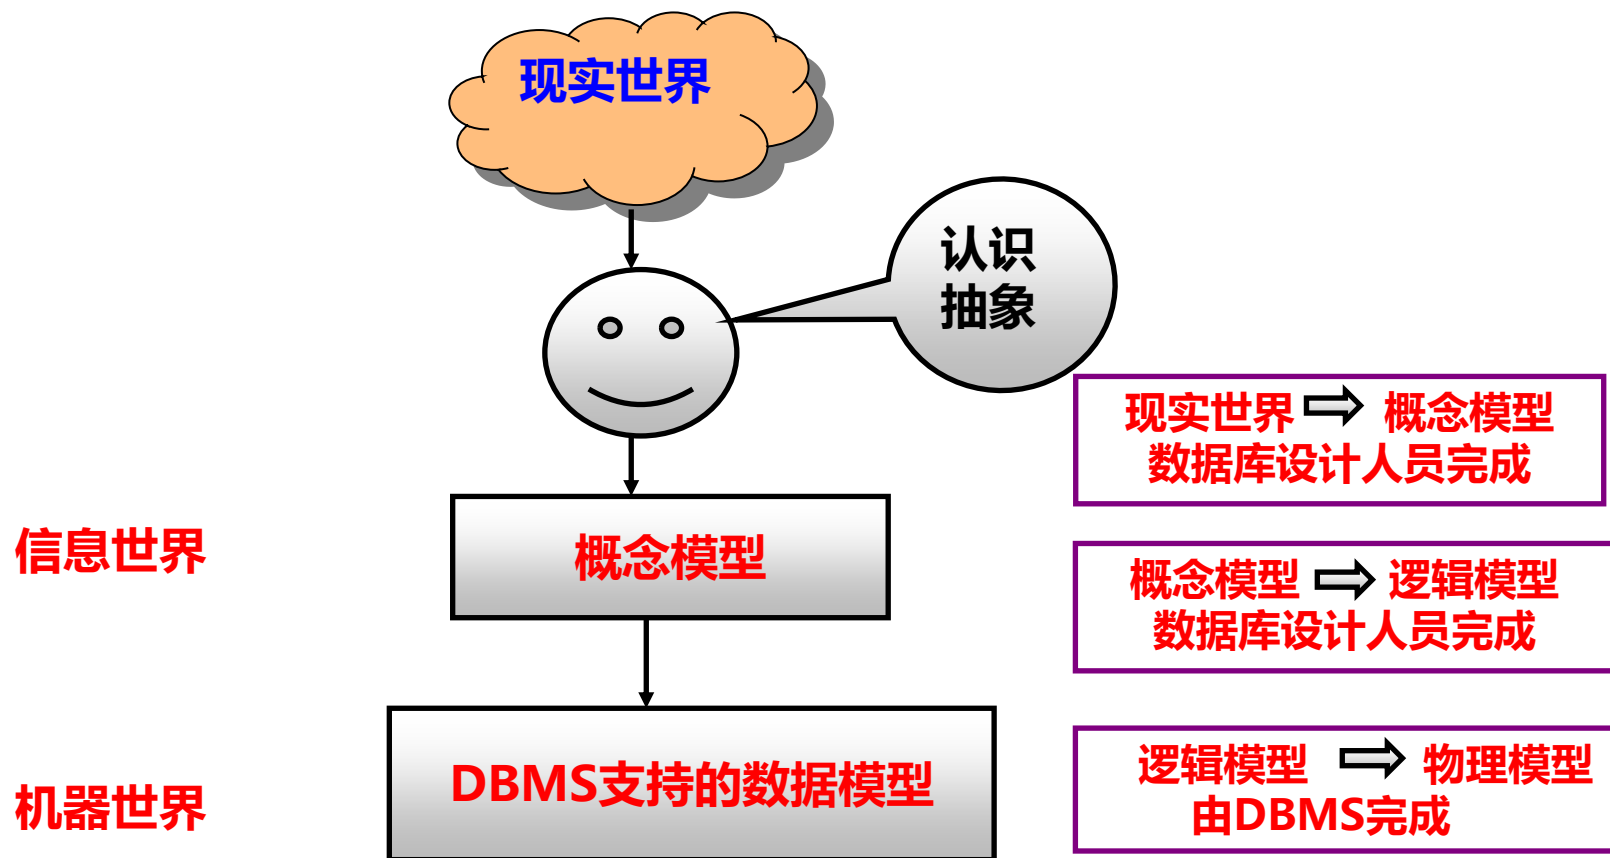 现实世界
认识
抽象
现实世界 概念模型
数据库设计人员完成
信息世界
概念模型
概念模型 逻辑模型
数据库设计人员完成
机器世界
DBMS支持的数据模型
逻辑模型 物理模型
由DBMS完成